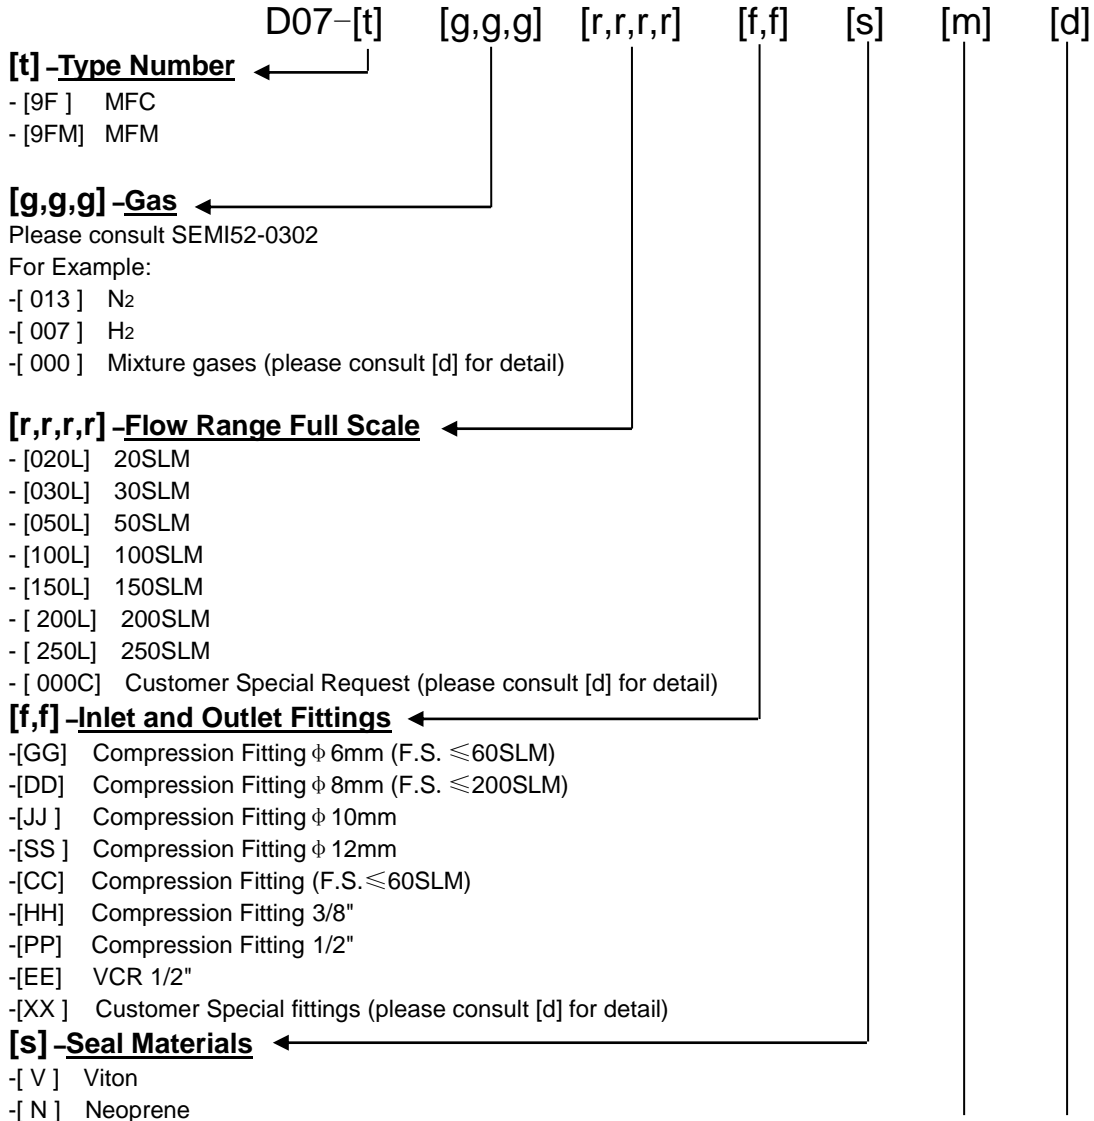 D07-[t] [g,g,g] [r,r,r,r] [f,f] [s] [m] [d]
[t] –Type Number
- [9F ] MFC
- [9FM] MFM
[g,g,g] –Gas
Please consult SEMI52-0302
For Example:
-[ 013 ] N2
-[ 007 ] H2
-[ 000 ] Mixture gases (please consult [d] for detail)
[r,r,r,r] –Flow Range Full Scale
- [020L] 20SLM
- [030L] 30SLM
- [050L] 50SLM
- [100L] 100SLM
- [150L] 150SLM
- [ 200L] 200SLM
- [ 250L] 250SLM
- [ 000C] Customer Special Request (please consult [d] for detail)
[f,f] –Inlet and Outlet Fittings
-[GG] Compression Fitting φ 6mm (F.S. ≤60SLM)
-[DD] Compression Fitting φ 8mm (F.S. ≤200SLM)
-[JJ ] Compression Fitting φ 10mm
-[SS ] Compression Fitting φ 12mm
-[CC] Compression Fitting (F.S.≤60SLM)
-[HH] Compression Fitting 3/8"
-[PP] Compression Fitting 1/2"
-[EE] VCR 1/2"
-[XX ] Customer Special fittings (please consult [d] for detail)
[s] –Seal Materials
-[ V ] Viton
-[ N ] Neoprene